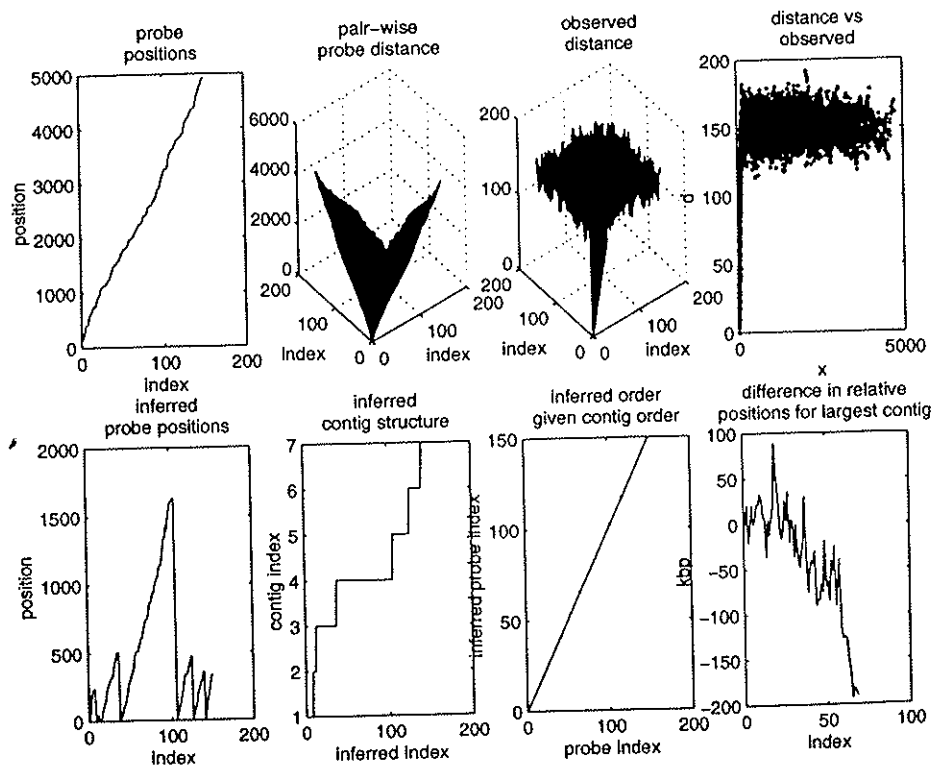 probe
positions
5000
4000
3000
2000
1000
0
position
0 100 200
index
pair-wise
probe distance
6000
4000
2000
0
200
100
0
0
100
200
index
index
observed
distance
200
100
0
200
100
0
0
100
200
index
index
distance vs
observed
200
150
100
50
0
d
0 5000
x
inferred
probe positions
2000
1500
1000
500
0
position
0 100 200
index
inferred
contig structure
7
6
5
4
3
2
1
contig index
0 100 200
inferred index
inferred order
given contig order
150
100
50
0
inferred probe index
0 100 200
probe index
difference in relative
positions for largest contig
100
50
0
-50
-100
-150
-200
kbp
0 50 100
index